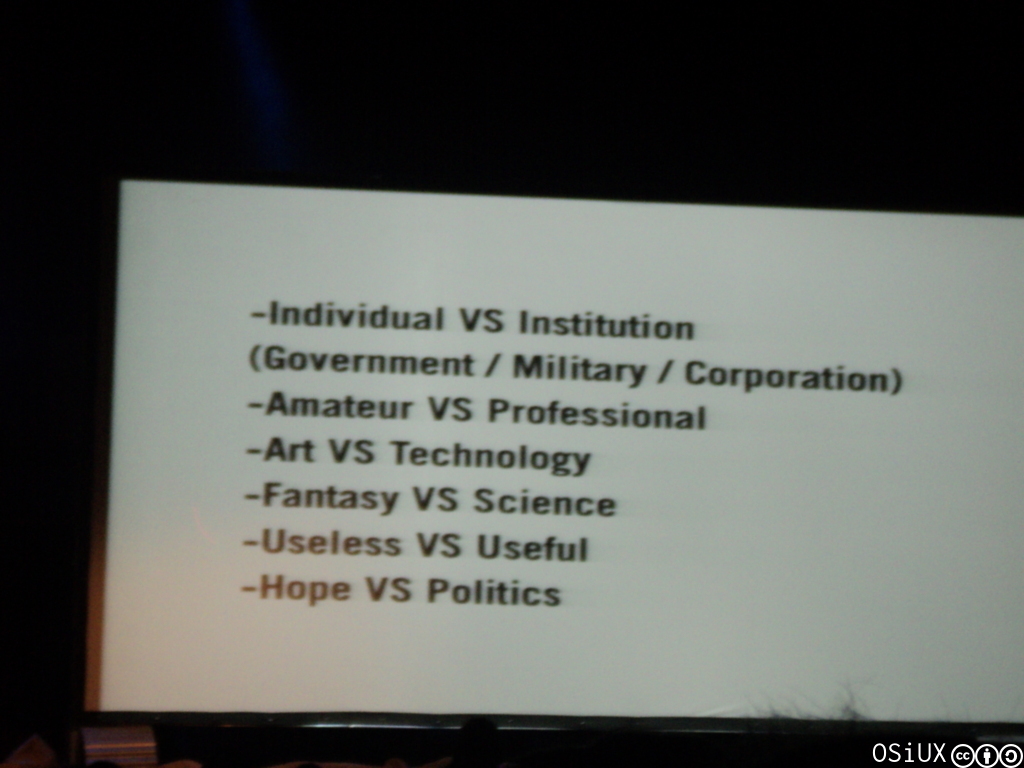 -Individual VS Institution
(Government / Military / Corporation)
-Amateur VS Professional
-Art VS Technology
-Fantasy VS Science
-Useless VS Useful
-Hope VS Politics
OSiUX cc